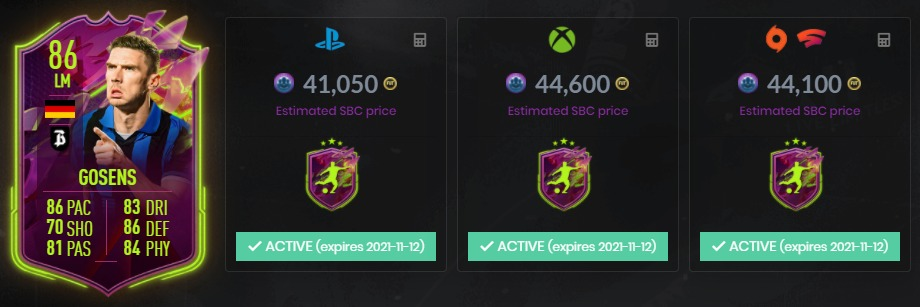 86
LM
GOSENS
86 PAC 83 DRI
70 SHO 86 DEF
81 PAS 84 PHY
41,050
Estimated SBC price
ACTIVE (expires 2021-11-12)
44,600
Estimated SBC price
ACTIVE (expires 2021-11-12)
44,100
Estimated SBC price
ACTIVE (expires 2021-11-12)